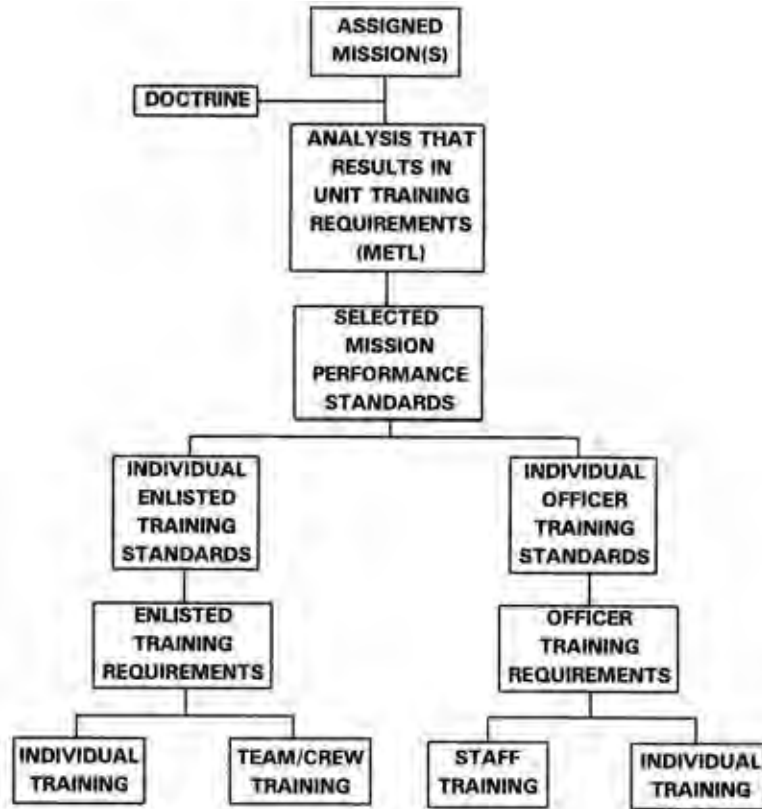 ASSIGNED
MISSION(S)
DOCTRINE
ANALYSIS THAT
RESULTS IN
UNIT TRAINING
REQUIREMENTS
(METL)
SELECTED
MISSION
PERFORMANCE
STANDARDS
INDIVIDUAL
ENLISTED
TRAINING
STANDARDS
INDIVIDUAL
OFFICER
TRAINING
STANDARDS
ENLISTED
TRAINING
REQUIREMENTS
OFFICER
TRAINING
REQUIREMENTS
INDIVIDUAL
TRAINING
TEAM/CREW
TRAINING
STAFF
TRAINING
INDIVIDUAL
TRAINING